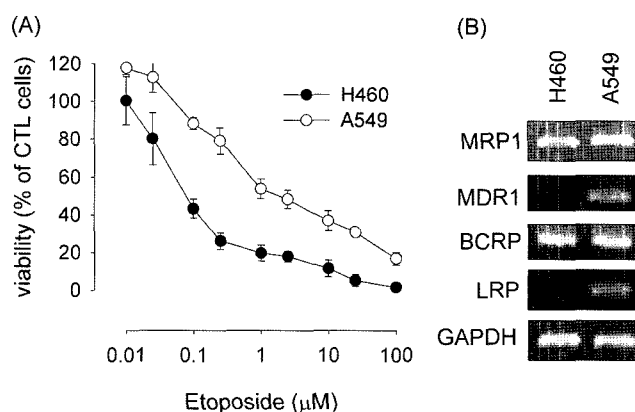 (A)
120
100
80
60
40
20
0
viability (% of CTL cells)
H460
A549
0.01 0.1 1 10 100
Etoposide (μM)
(B)
H460 A549
MRP1
MDR1
BCRP
LRP
GAPDH